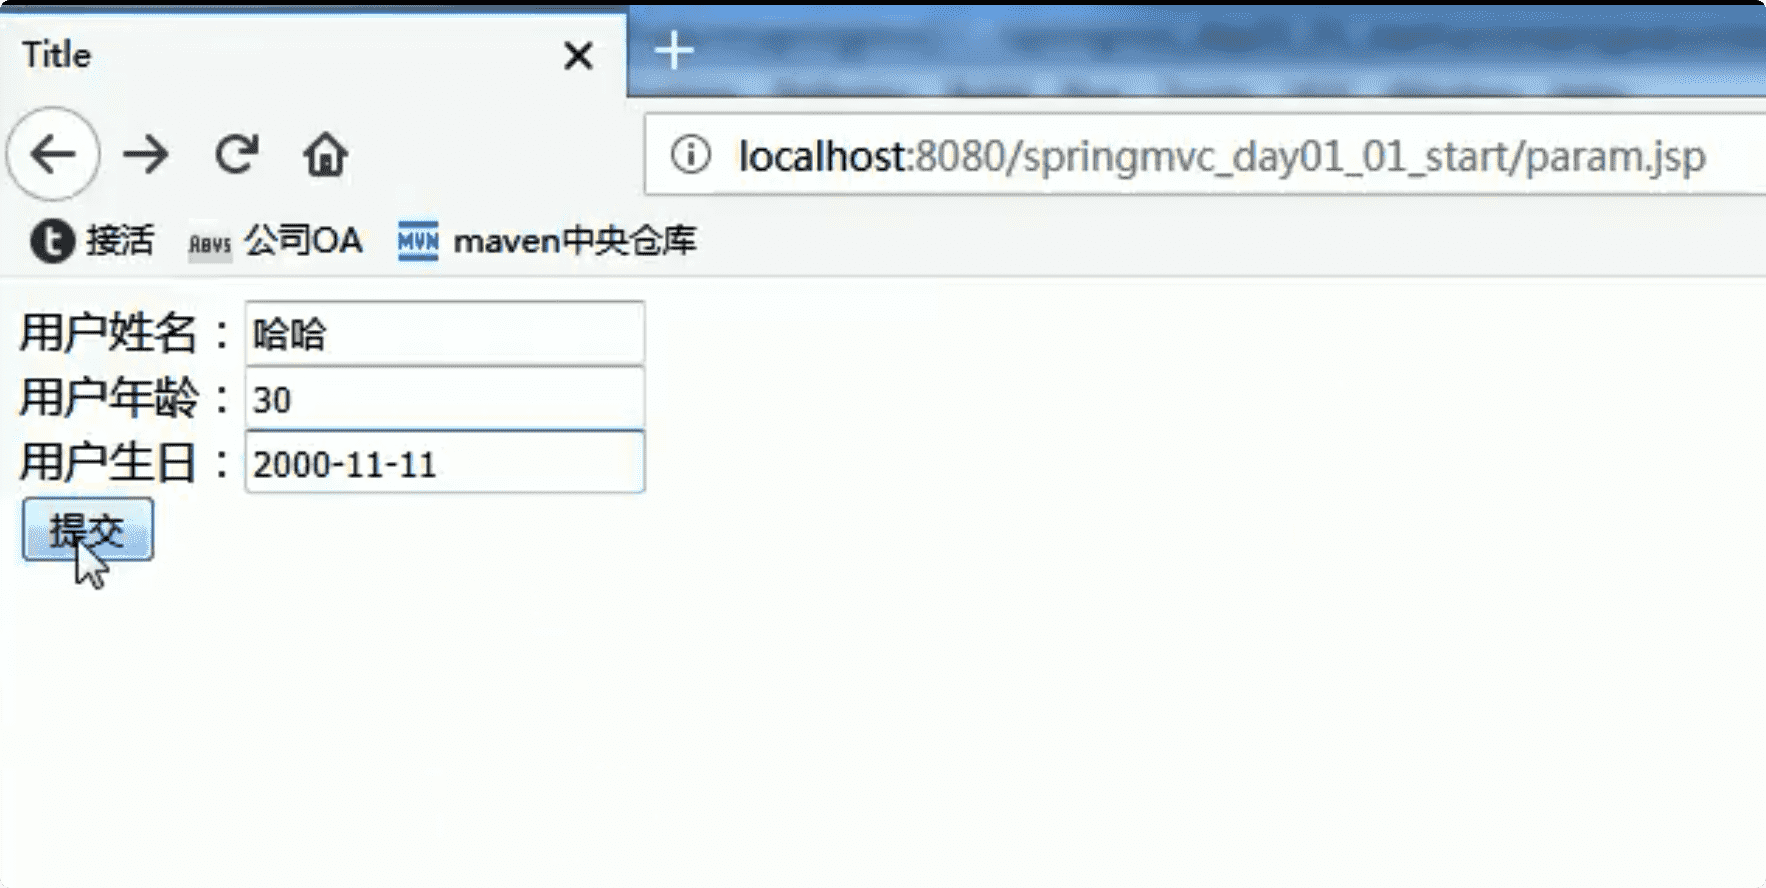 Title
localhost:8080/springmvc_day01_01_start/param.jsp
接活 ABVS 公司OA MVN maven中央仓库
用户姓名：哈哈
用户年龄：30
用户生日：2000-11-11
提交